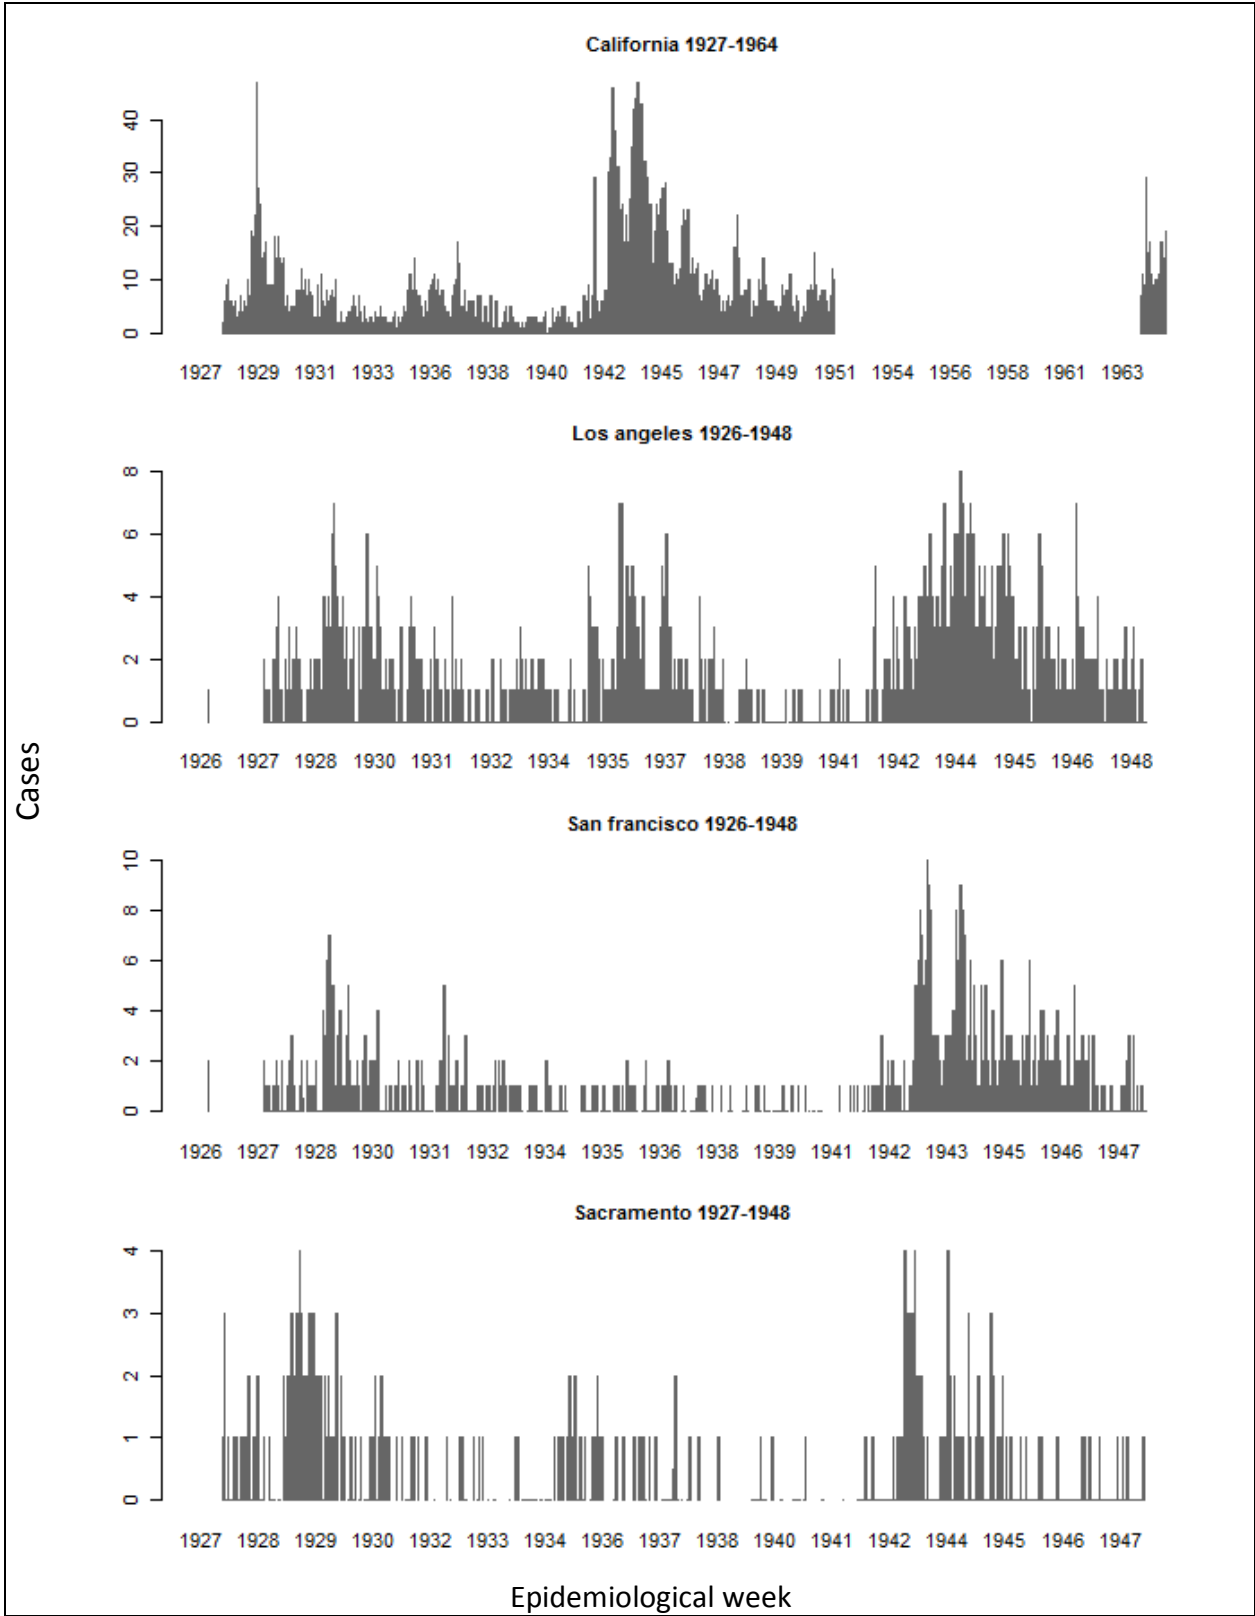 California 1927-1964
40
30
20
10
0
1927 1929 1931 1933 1936 1938 1940 1942 1945 1947 1949 1951 1954 1956 1958 1961 1963
Los angeles 1926-1948
8
6
4
2
0
1926 1927 1928 1930 1931 1932 1934 1935 1937 1938 1939 1941 1942 1944 1945 1946 1948
Cases
San francisco 1926-1948
10
8
6
4
2
0
1926 1927 1928 1930 1931 1932 1934 1935 1936 1938 1939 1941 1942 1943 1945 1946 1947
Sacramento 1927-1948
4
3
2
1
0
1927 1928 1929 1930 1932 1933 1934 1936 1937 1938 1940 1941 1942 1944 1945 1946 1947
Epidemiological week